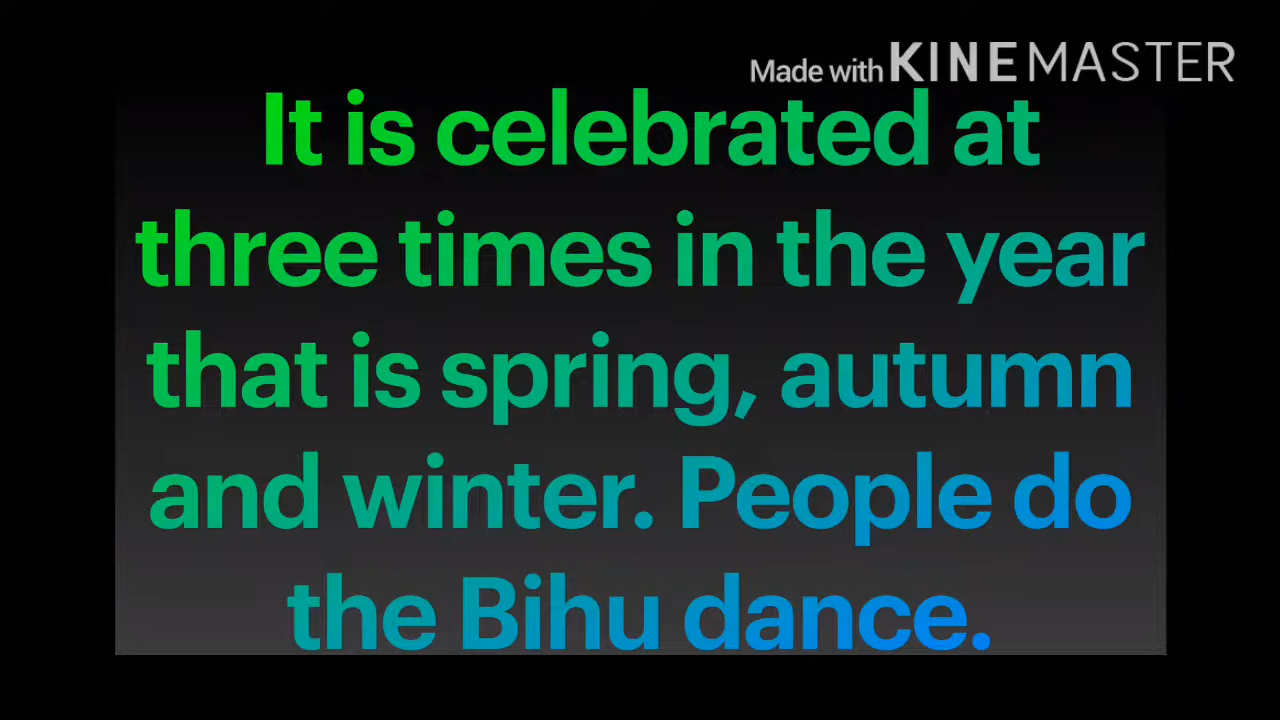 Made with KINEMASTER
It is celebrated at
three times in the year
that is spring, autumn
and winter. People do
the Bihu dance.